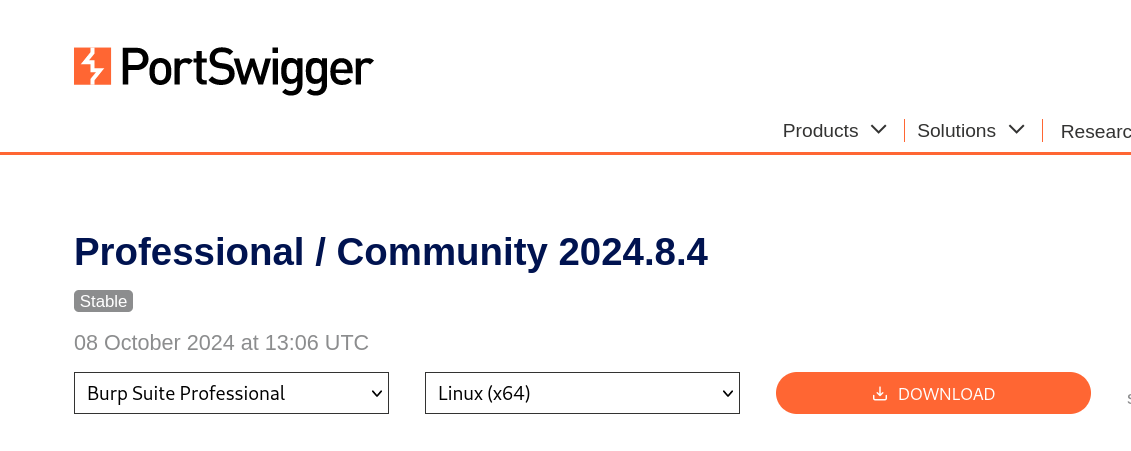 PortSwigger
Products
Solutions
Professional / Community 2024.8.4
Stable
08 October 2024 at 13:06 UTC
Burp Suite Professional
Linux (x64)
DOWNLOAD